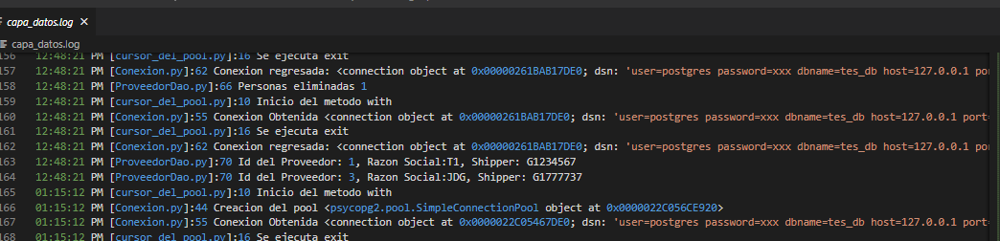 capa_datos.log
capa_datos.log
156 12:48:21 PM [cursor_del_pool.py]:16 Se ejecuta exit
157 12:48:21 PM [Conexion.py]:62 Conexion regresada: <connection object at 0x00000261BAB17DE0; dsn: 'user=postgres password=xxx dbname=tes_db host=127.0.0.1 por
158 12:48:21 PM [ProveedorDao.py]:66 Personas eliminadas 1
159 12:48:21 PM [cursor_del_pool.py]:10 Inicio del metodo with
160 12:48:21 PM [Conexion.py]:55 Conexion Obtenida <connection object at 0x00000261BAB17DE0; dsn: 'user=postgres password=xxx dbname=tes_db host=127.0.0.1 port=
161 12:48:21 PM [cursor_del_pool.py]:16 Se ejecuta exit
162 12:48:21 PM [Conexion.py]:62 Conexion regresada: <connection object at 0x00000261BAB17DE0; dsn: 'user=postgres password=xxx dbname=tes_db host=127.0.0.1 por
163 12:48:21 PM [ProveedorDao.py]:70 Id del Proveedor: 1, Razon Social:T1, Shipper: G1234567
164 12:48:21 PM [ProveedorDao.py]:70 Id del Proveedor: 3, Razon Social:JDG, Shipper: G1777737
165 01:15:12 PM [cursor_del_pool.py]:10 Inicio del metodo with
166 01:15:12 PM [Conexion.py]:44 Creacion del pool <psycopg2.pool.SimpleConnectionPool object at 0x0000022C056CE920>
167 01:15:12 PM [Conexion.py]:55 Conexion Obtenida <connection object at 0x0000022C05467DE0; dsn: 'user=postgres password=xxx dbname=tes_db host=127.0.0.1 port=
168 01:15:12 PM [cursor_del_pool.py]:16 Se ejecuta exit